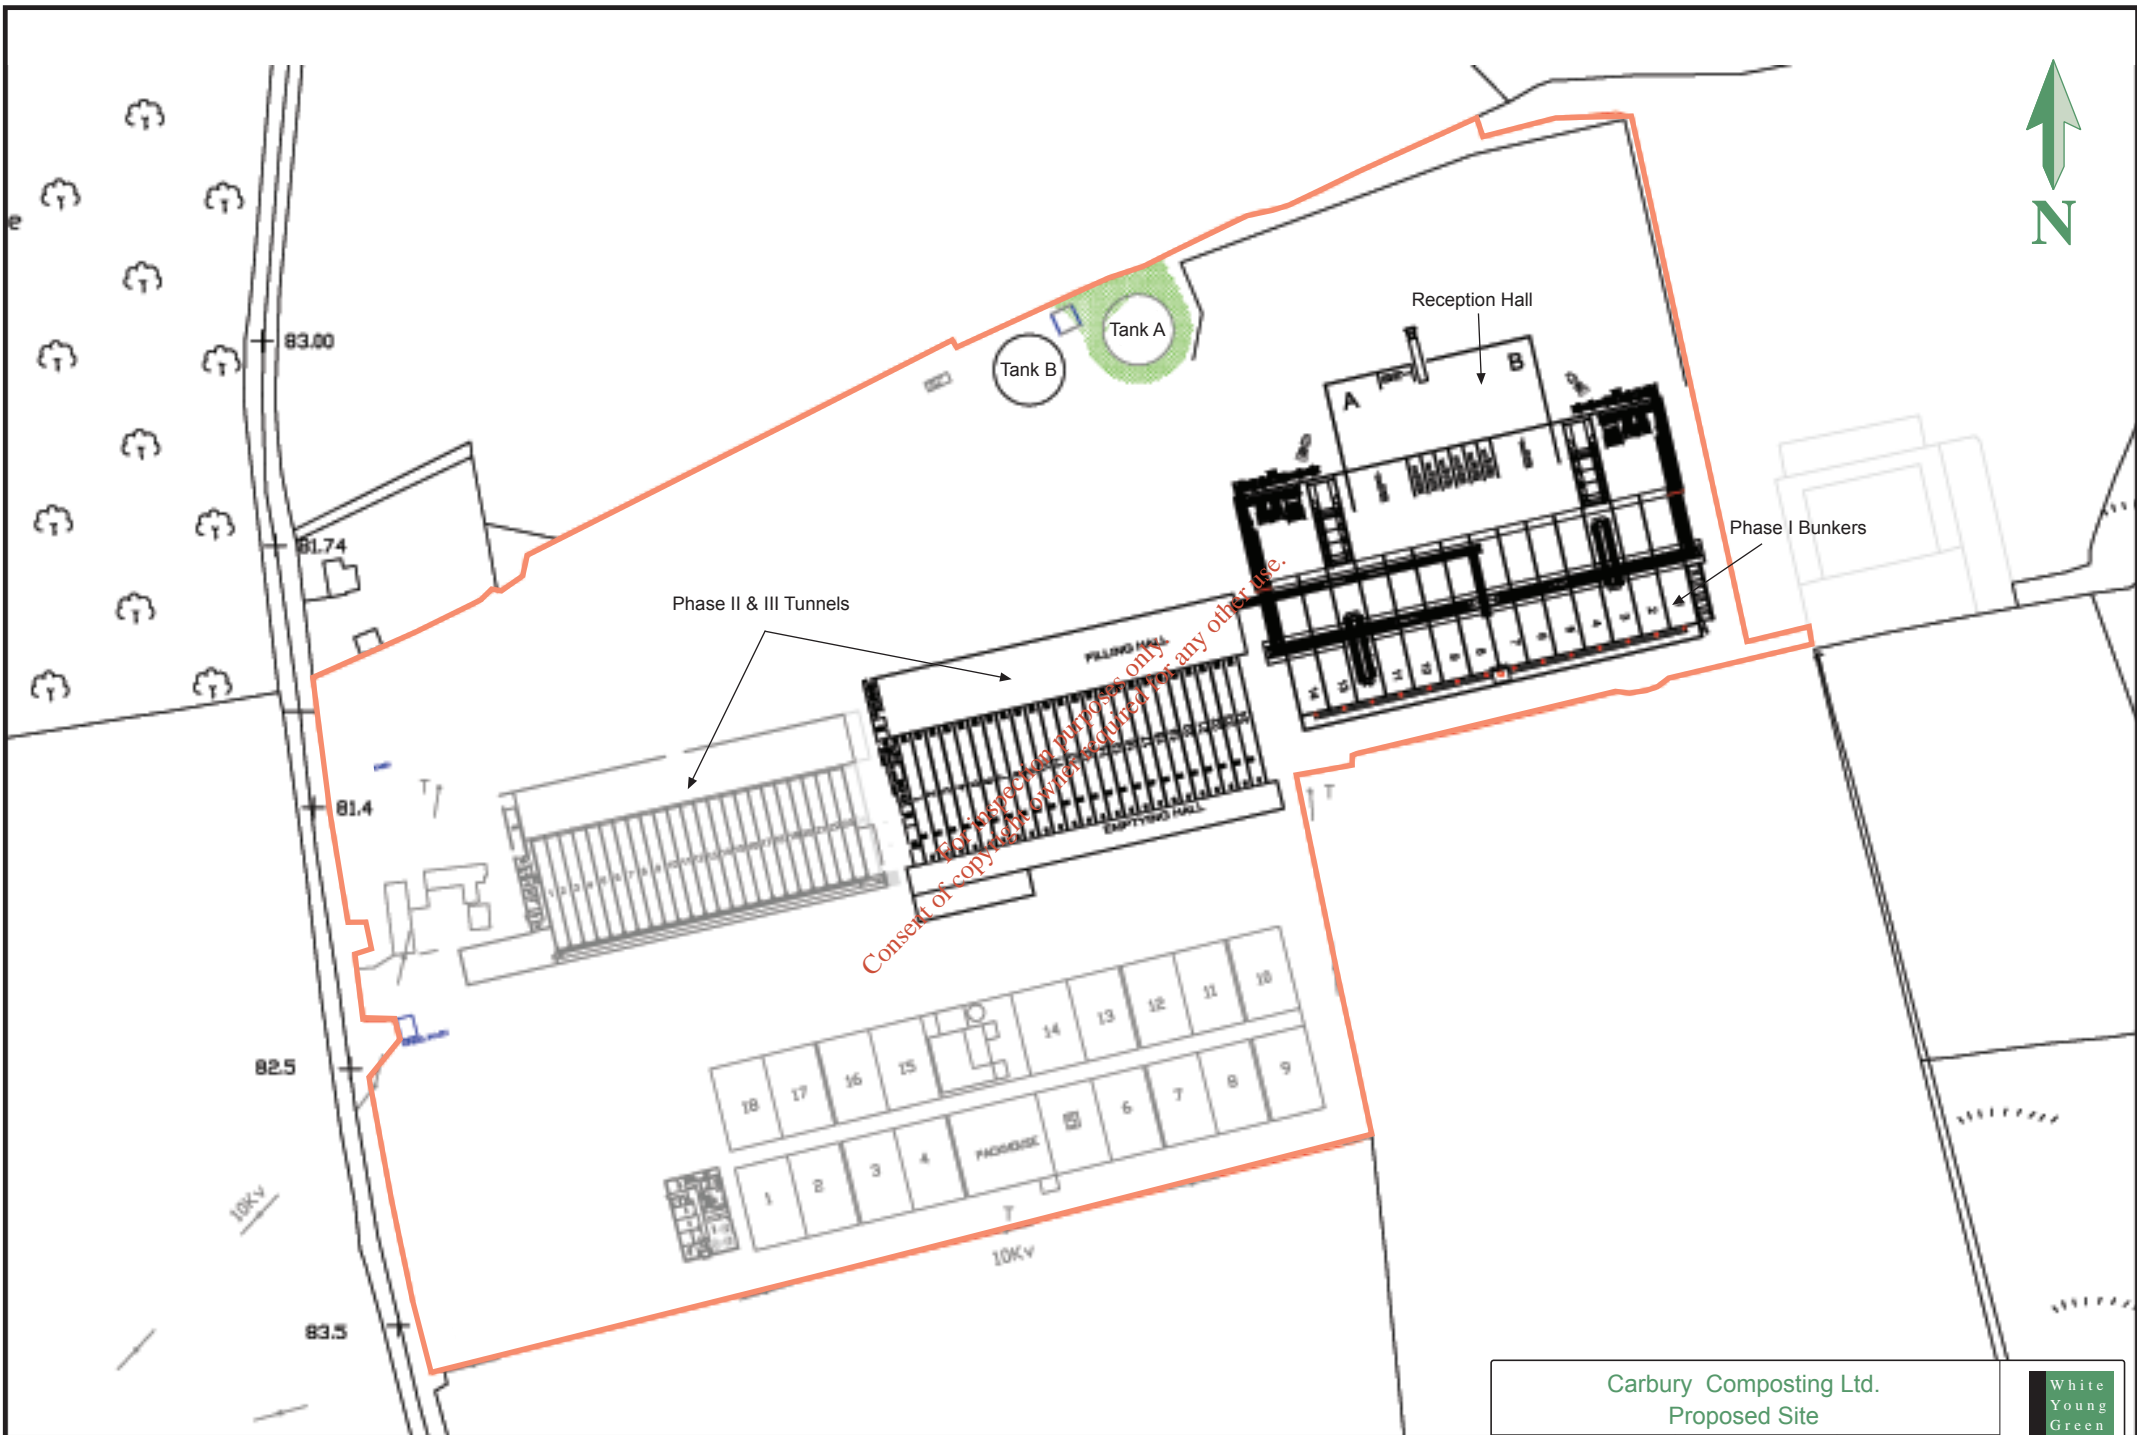 N
e
83.00
81.74
81.4
82.5
83.5
Tank A
Tank B
Reception Hall
A
B
Phase I Bunkers
Phase II & III Tunnels
FILLING HALL
EMPTYING HALL
For inspection purposes only.
Consent of copyright owner required for any other use.
T
T
18 17 16 15 14 13 12 11 10
1 2 3 4 PACKHOUSE 5 6 7 8 9
T
10Kv
10Kv
Carbury Composting Ltd.
Proposed Site
White
Young
Green